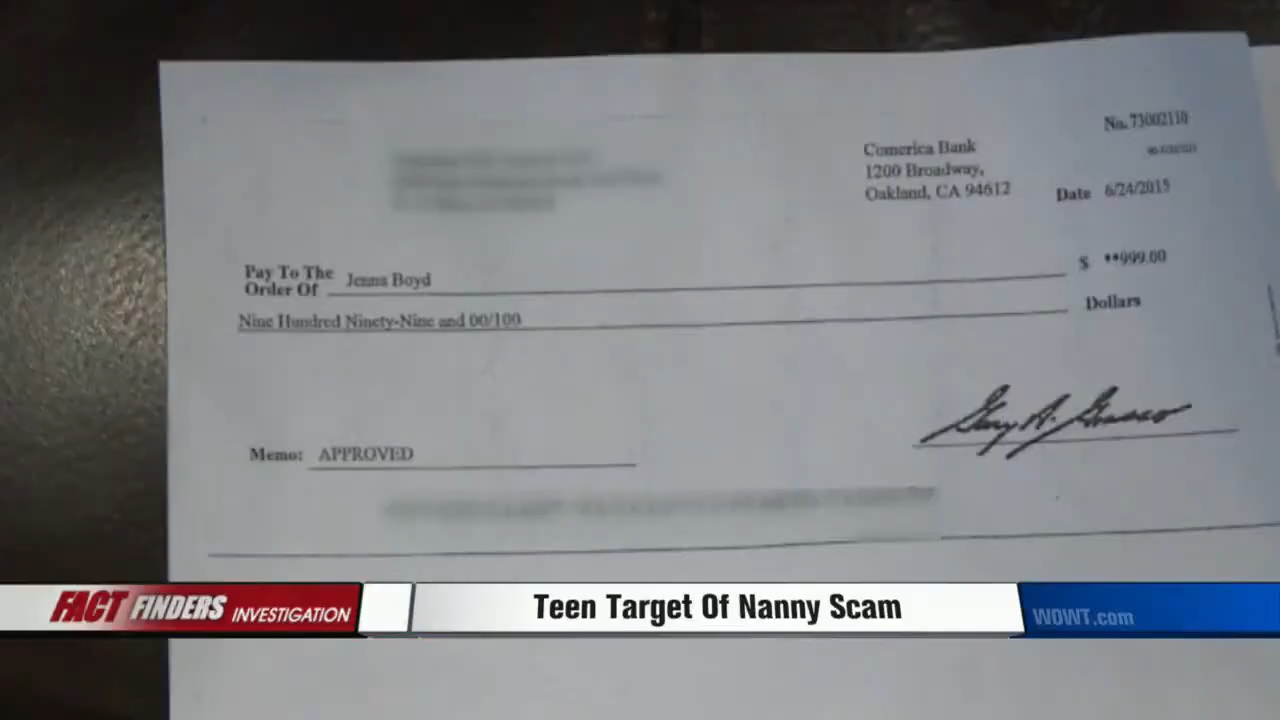 No. 73002110
Comerica Bank
1200 Broadway,
Oakland, CA 94612
Date 6/24/2015
Pay To The
Order Of Jenna Boyd
$ **999.00
Nine Hundred Ninety-Nine and 00/100
Dollars
Gary A. Grasso
Memo: APPROVED
FACT FINDERS INVESTIGATION
Teen Target Of Nanny Scam
WOWT.com